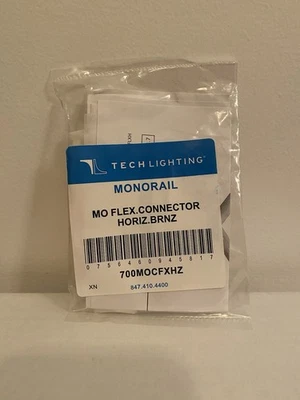 TECH LIGHTING
MONORAIL
MO FLEX.CONNECTOR
HORIZ.BRNZ
700MOCFXHZ
XN
847.410.4400